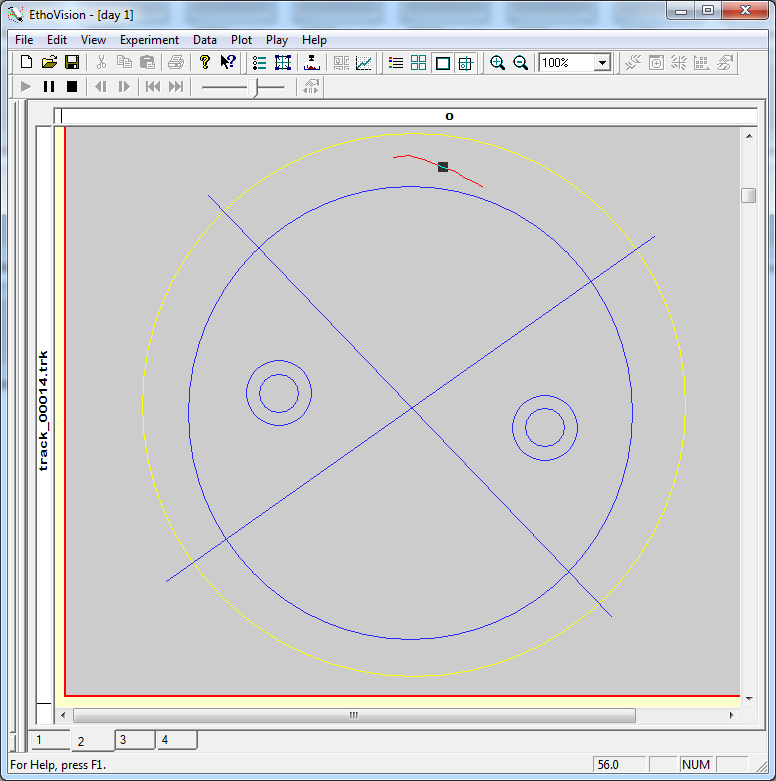 EthoVision - [day 1]
File Edit View Experiment Data Plot Play Help
100%
o
track_00014.trk
1 2 3 4
For Help, press F1. 56.0 NUM